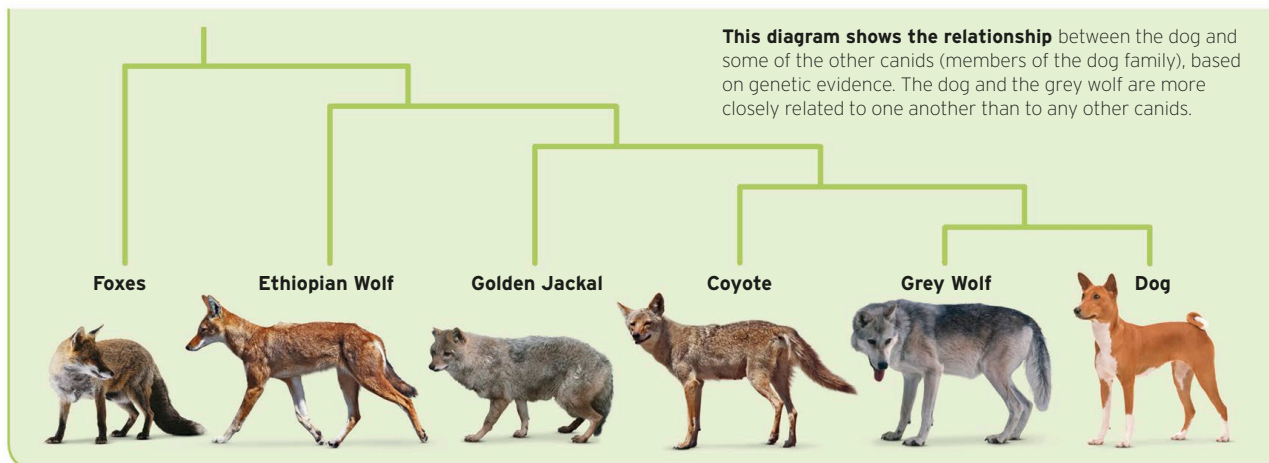 This diagram shows the relationship between the dog and
some of the other canids (members of the dog family), based
on genetic evidence. The dog and the grey wolf are more
closely related to one another than to any other canids.
Foxes
Ethiopian Wolf
Golden Jackal
Coyote
Grey Wolf
Dog